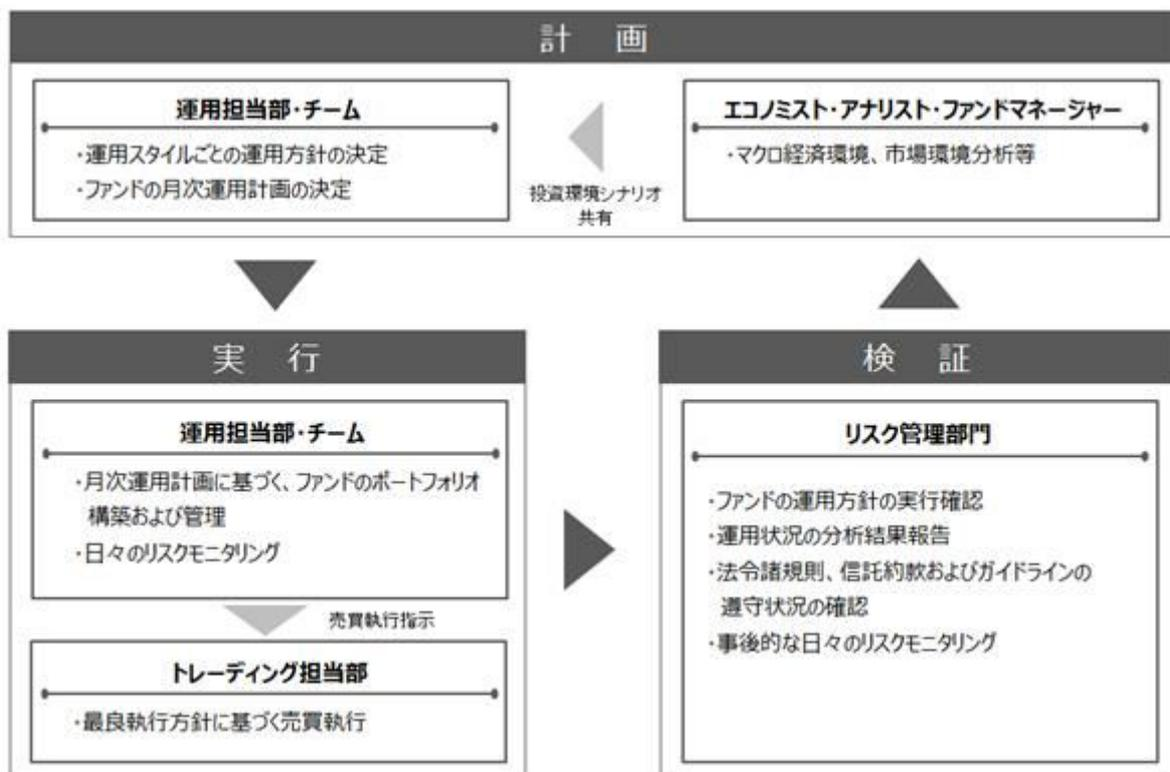 計 画
運用担当部・チーム
・運用スタイルごとの運用方針の決定
・ファンドの月次運用計画の決定
投資環境シナリオ
共有
エコノミスト・アナリスト・ファンドマネージャー
・マクロ経済環境、市場環境分析等
実 行
運用担当部・チーム
・月次運用計画に基づく、ファンドのポートフォリオ
構築および管理
・日々のリスクモニタリング
売買執行指示
トレーディング担当部
・最良執行方針に基づく売買執行
検 証
リスク管理部門
・ファンドの運用方針の実行確認
・運用状況の分析結果報告
・法令諸規則、信託約款およびガイドラインの
遵守状況の確認
・事後的な日々のリスクモニタリング